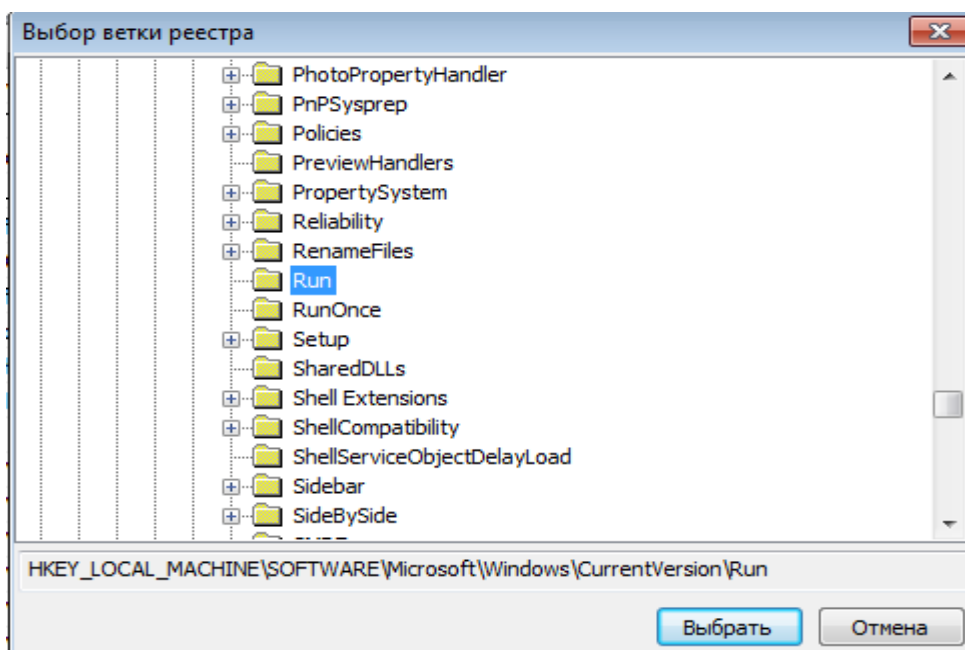 Выбор ветки реестра
PhotoPropertyHandler
PnPSysprep
Policies
PreviewHandlers
PropertySystem
Reliability
RenameFiles
Run
RunOnce
Setup
SharedDLLs
Shell Extensions
ShellCompatibility
ShellServiceObjectDelayLoad
Sidebar
SideBySide
HKEY_LOCAL_MACHINE\SOFTWARE\Microsoft\Windows\CurrentVersion\Run
Выбрать Отмена